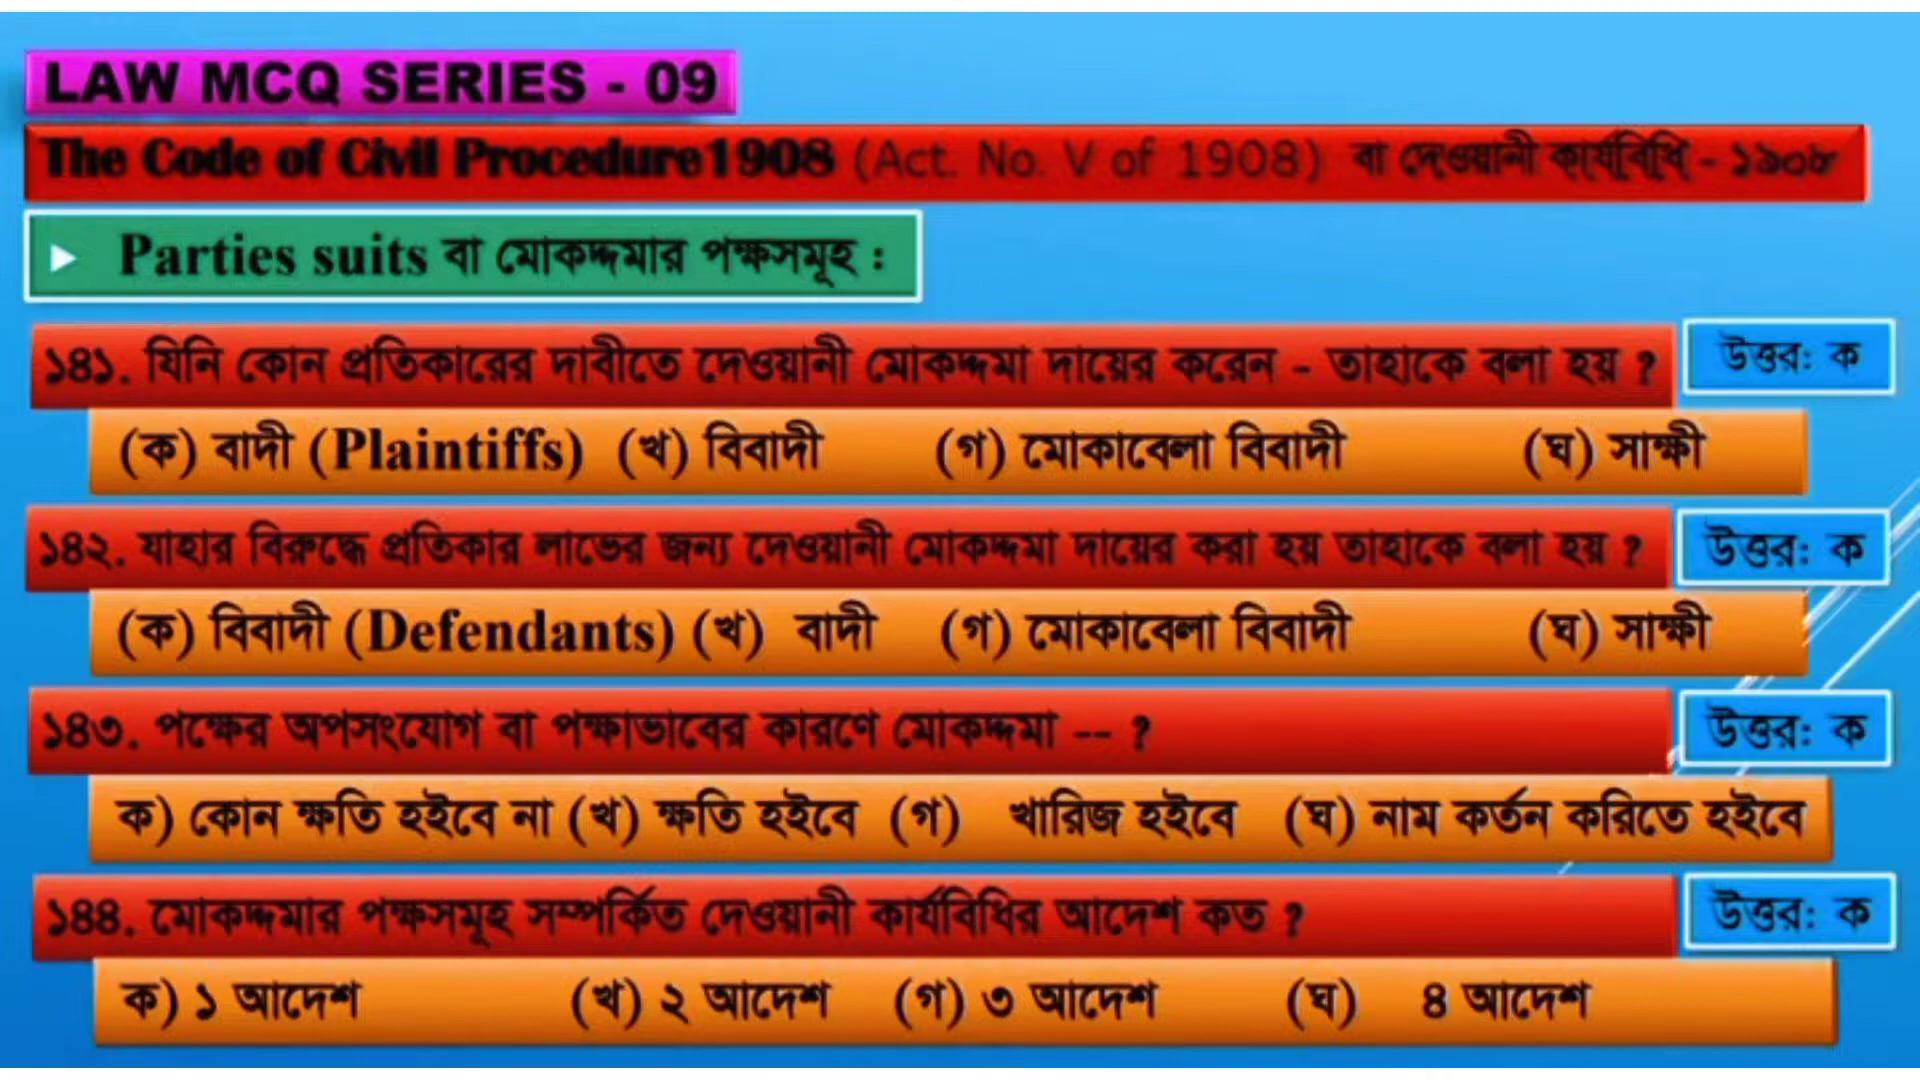 LAW MCQ SERIES - 09
The Code of Civil Procedure1908 (Act. No. V of 1908) বা দেওয়ানী কার্যবিধি - ১৯০৮
Parties suits বা মোকদ্দমার পক্ষসমূহ :
১৪১. যিনি কোন প্রতিকারের দাবীতে দেওয়ানী মোকদ্দমা দায়ের করেন - তাহাকে বলা হয় ? উত্তর: ক
(ক) বাদী (Plaintiffs) (খ) বিবাদী (গ) মোকাবেলা বিবাদী (ঘ) সাক্ষী
১৪২. যাহার বিরুদ্ধে প্রতিকার লাভের জন্য দেওয়ানী মোকদ্দমা দায়ের করা হয় তাহাকে বলা হয় ? উত্তর: ক
(ক) বিবাদী (Defendants) (খ) বাদী (গ) মোকাবেলা বিবাদী (ঘ) সাক্ষী
১৪৩. পক্ষের অপসংযোগ বা পক্ষাভাবের কারণে মোকদ্দমা -- ? উত্তর: ক
ক) কোন ক্ষতি হইবে না (খ) ক্ষতি হইবে (গ) খারিজ হইবে (ঘ) নাম কর্তন করিতে হইবে
১৪৪. মোকদ্দমার পক্ষসমূহ সম্পর্কিত দেওয়ানী কার্যবিধির আদেশ কত ? উত্তর: ক
ক) ১ আদেশ (খ) ২ আদেশ (গ) ৩ আদেশ (ঘ) ৪ আদেশ